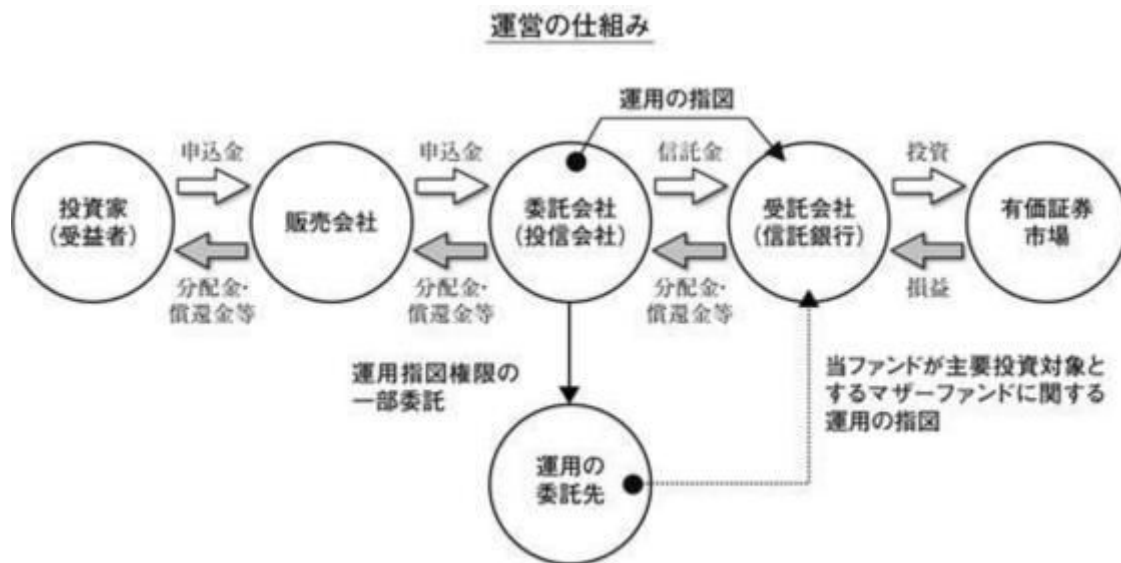 運営の仕組み
運用の指図
申込金
申込金
信託金
投資
投資家
(受益者)
販売会社
委託会社
(投信会社)
受託会社
(信託銀行)
有価証券
市場
分配金・
償還金等
分配金・
償還金等
分配金・
償還金等
損益
運用指図権限の
一部委託
当ファンドが主要投資対象と
するマザーファンドに関する
運用の指図
運用の
委託先